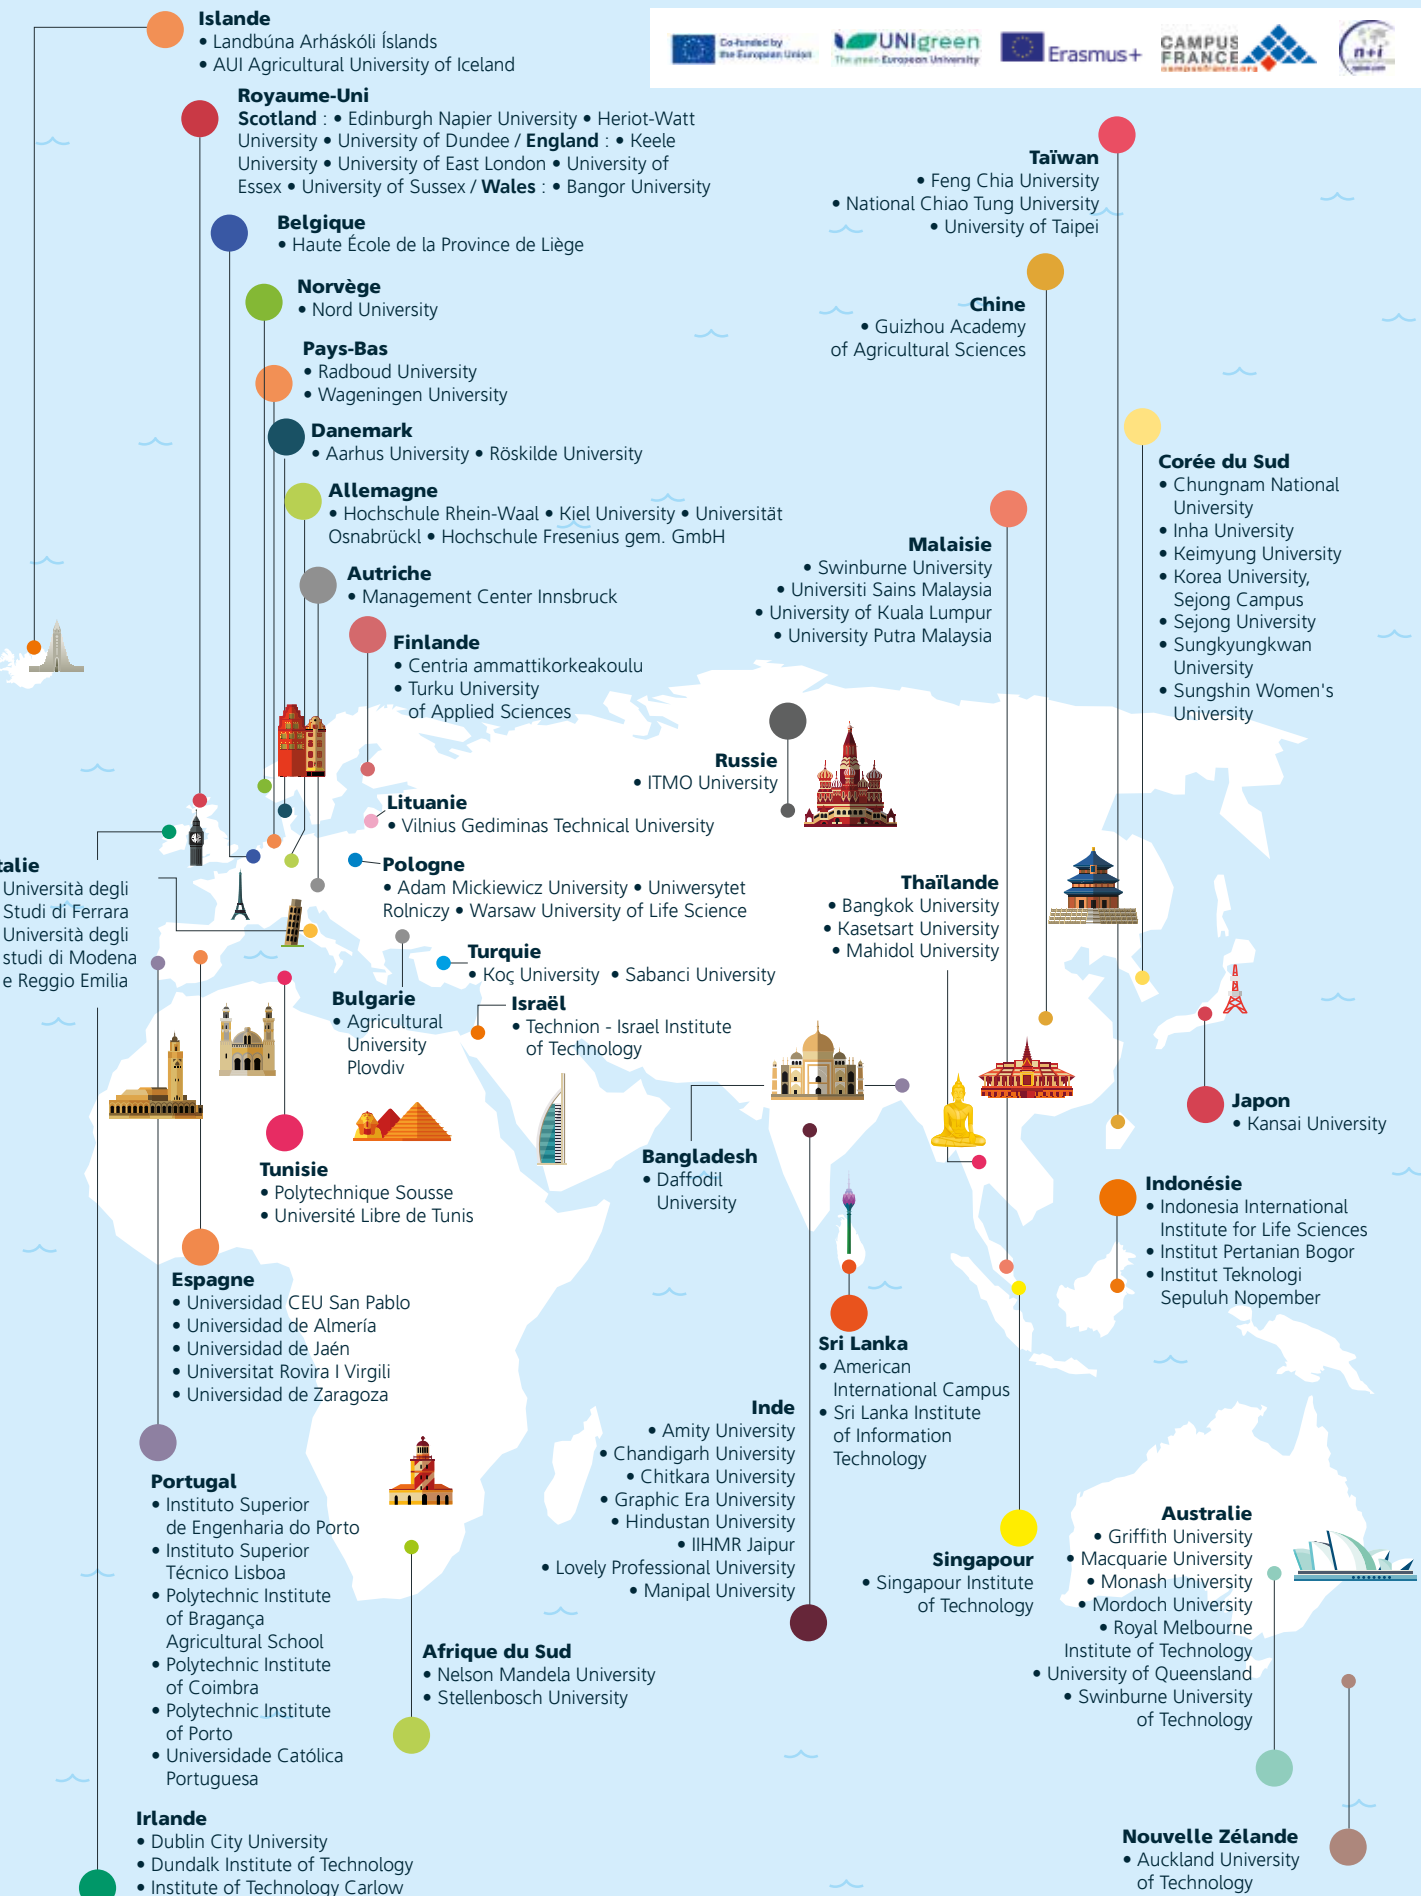 Islande
• Landbúna Arháskóli Íslands
• AUI Agricultural University of Iceland
Co-funded by
the European Union
UNIgreen
The green European University
Erasmus+
CAMPUS
FRANCE
campusfrance.org
n+i
Royaume-Uni
Scotland : • Edinburgh Napier University • Heriot-Watt
University • University of Dundee / England : • Keele
University • University of East London • University of
Essex • University of Sussex / Wales : • Bangor University
Belgique
• Haute École de la Province de Liège
Norvège
• Nord University
Pays-Bas
• Radboud University
• Wageningen University
Danemark
• Aarhus University • Röskilde University
Allemagne
• Hochschule Rhein-Waal • Kiel University • Universität
Osnabrückl • Hochschule Fresenius gem. GmbH
Autriche
• Management Center Innsbruck
Finlande
• Centria ammattikorkeakoulu
• Turku University
of Applied Sciences
Taïwan
• Feng Chia University
• National Chiao Tung University
• University of Taipei
Chine
• Guizhou Academy
of Agricultural Sciences
Corée du Sud
• Chungnam National
University
• Inha University
• Keimyung University
• Korea University,
Sejong Campus
• Sejong University
• Sungkyungkwan
University
• Sungshin Women's
University
Malaisie
• Swinburne University
• Universiti Sains Malaysia
• University of Kuala Lumpur
• University Putra Malaysia
Russie
• ITMO University
Lituanie
• Vilnius Gediminas Technical University
Pologne
• Adam Mickiewicz University • Uniwersytet
Rolniczy • Warsaw University of Life Science
talie
Università degli
Studi di Ferrara
Università degli
studi di Modena
e Reggio Emilia
Turquie
• Koç University • Sabanci University
Bulgarie
• Agricultural
University
Plovdiv
Israël
• Technion - Israel Institute
of Technology
Thaïlande
• Bangkok University
• Kasetsart University
• Mahidol University
Japon
• Kansai University
Tunisie
• Polytechnique Sousse
• Université Libre de Tunis
Bangladesh
• Daffodil
University
Indonésie
• Indonesia International
Institute for Life Sciences
• Institut Pertanian Bogor
• Institut Teknologi
Sepuluh Nopember
Espagne
• Universidad CEU San Pablo
• Universidad de Almería
• Universidad de Jaén
• Universitat Rovira I Virgili
• Universidad de Zaragoza
Sri Lanka
• American
International Campus
• Sri Lanka Institute
of Information
Technology
Inde
• Amity University
• Chandigarh University
• Chitkara University
• Graphic Era University
• Hindustan University
• IIHMR Jaipur
• Lovely Professional University
• Manipal University
Portugal
• Instituto Superior
de Engenharia do Porto
• Instituto Superior
Técnico Lisboa
• Polytechnic Institute
of Bragança
Agricultural School
• Polytechnic Institute
of Coimbra
• Polytechnic Institute
of Porto
• Universidade Católica
Portuguesa
Singapour
• Singapour Institute
of Technology
Australie
• Griffith University
• Macquarie University
• Monash University
• Mordoch University
• Royal Melbourne
Institute of Technology
• University of Queensland
• Swinburne University
of Technology
Afrique du Sud
• Nelson Mandela University
• Stellenbosch University
Irlande
• Dublin City University
• Dundalk Institute of Technology
• Institute of Technology Carlow
Nouvelle Zélande
• Auckland University
of Technology